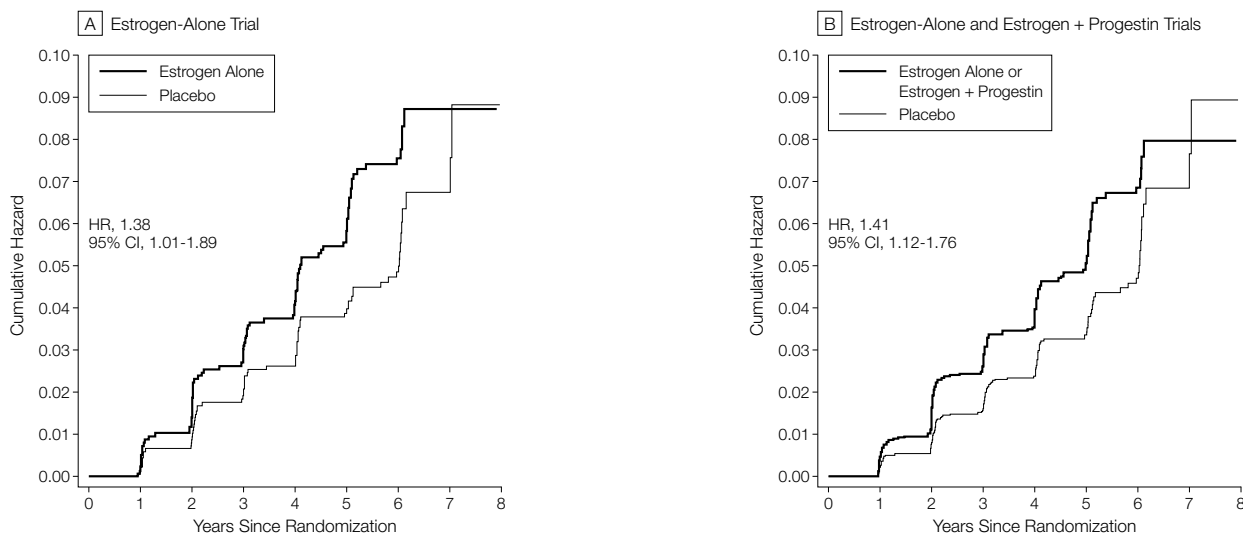 A Estrogen-Alone Trial
0.10
0.09
0.08
0.07
0.06
0.05
0.04
0.03
0.02
0.01
0.00
Cumulative Hazard
Estrogen Alone
Placebo
HR, 1.38
95% CI, 1.01-1.89
0 1 2 3 4 5 6 7 8
Years Since Randomization
B Estrogen-Alone and Estrogen + Progestin Trials
0.10
0.09
0.08
0.07
0.06
0.05
0.04
0.03
0.02
0.01
0.00
Cumulative Hazard
Estrogen Alone or
Estrogen + Progestin
Placebo
HR, 1.41
95% CI, 1.12-1.76
0 1 2 3 4 5 6 7 8
Years Since Randomization